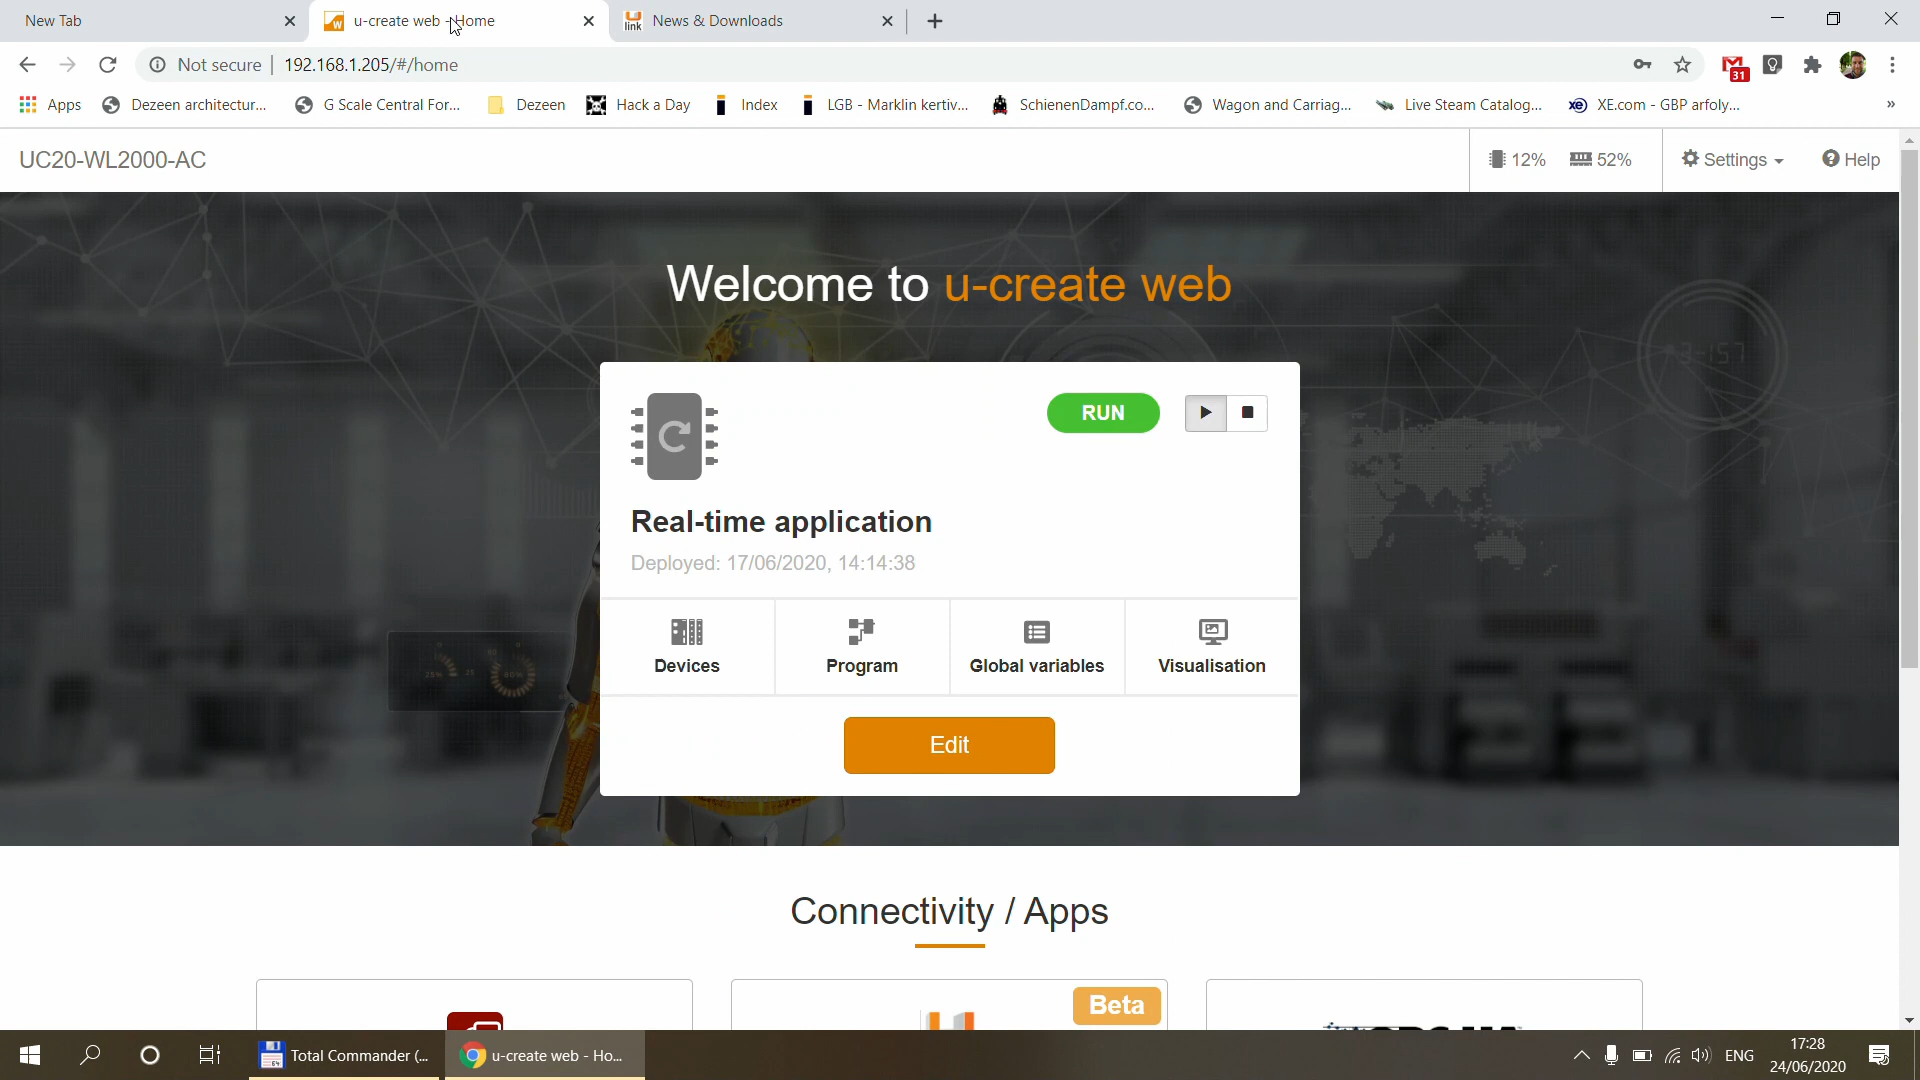 New Tab
u-create web - Home
link
News & Downloads
Not secure
192.168.1.205/#/home
31
Apps
Dezeen architectur...
G Scale Central For...
Dezeen
Hack a Day
Index
LGB - Marklin kertiv...
SchienenDampf.co...
Wagon and Carriag...
Live Steam Catalog...
xe
XE.com - GBP arfoly...
»
UC20-WL2000-AC
12%
52%
Settings
Help
Welcome to u-create web
RUN
Real-time application
Deployed: 17/06/2020, 14:14:38
Devices
Program
Global variables
Visualisation
Edit
Connectivity / Apps
Beta
Total Commander (...
u-create web - Ho...
ENG
17:28
24/06/2020